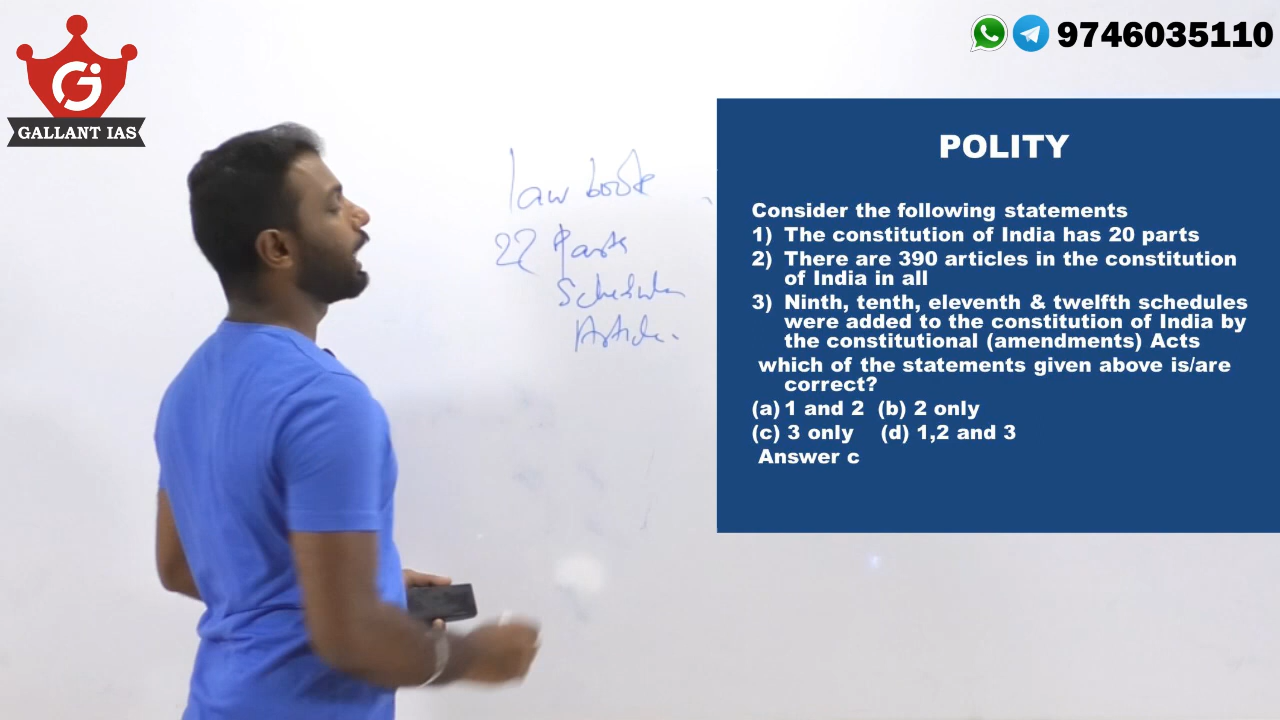 GALLANT IAS
9746035110
law book
22 Parts
Schedules
Article.
POLITY
Consider the following statements
1) The constitution of India has 20 parts
2) There are 390 articles in the constitution
of India in all
3) Ninth, tenth, eleventh & twelfth schedules
were added to the constitution of India by
the constitutional (amendments) Acts
which of the statements given above is/are
correct?
(a) 1 and 2 (b) 2 only
(c) 3 only (d) 1,2 and 3
Answer c